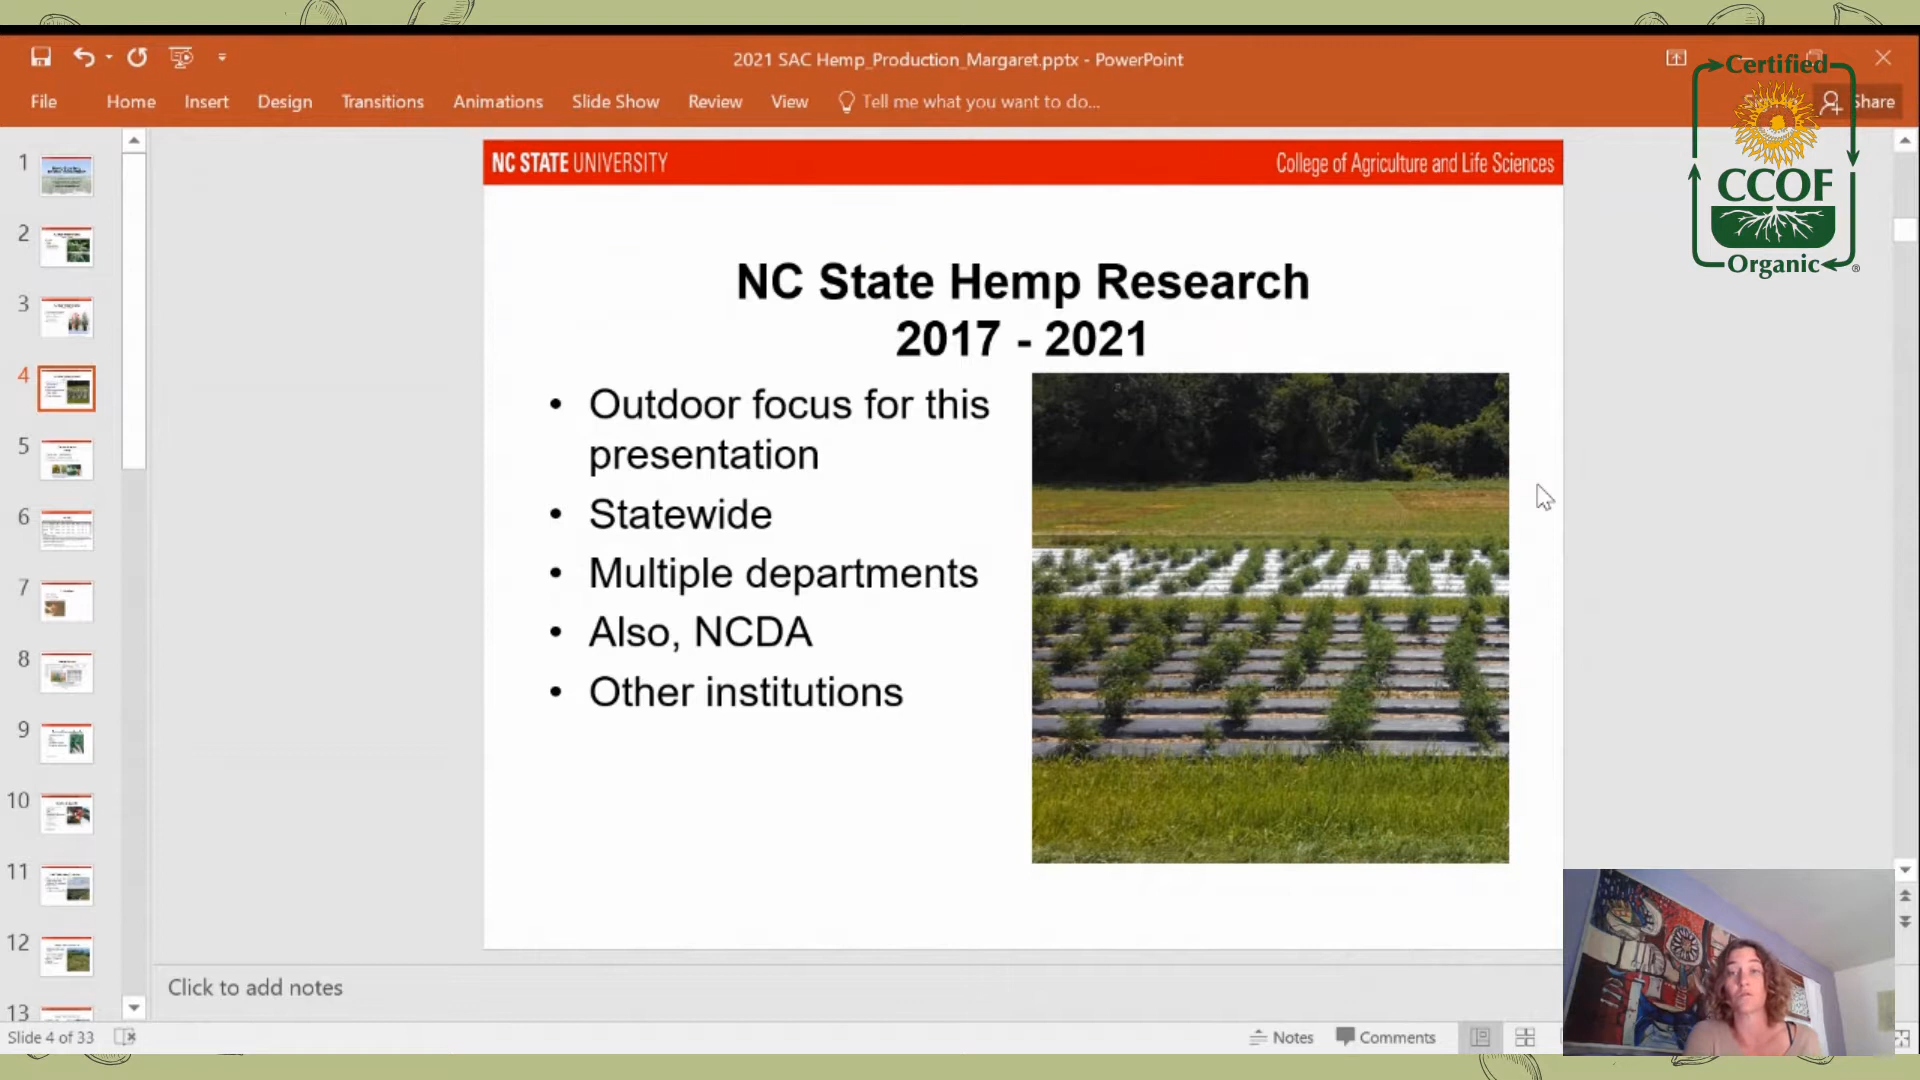 2021 SAC Hemp_Production_Margaret.pptx - PowerPoint
File Home Insert Design Transitions Animations Slide Show Review View Tell me what you want to do... Share
Certified
CCOF
Organic®
NC STATE UNIVERSITY
College of Agriculture and Life Sciences
NC State Hemp Research
2017 - 2021
• Outdoor focus for this
presentation
• Statewide
• Multiple departments
• Also, NCDA
• Other institutions
1
2
3
4
5
6
7
8
9
10
11
12
13
Click to add notes
Slide 4 of 33
Notes
Comments